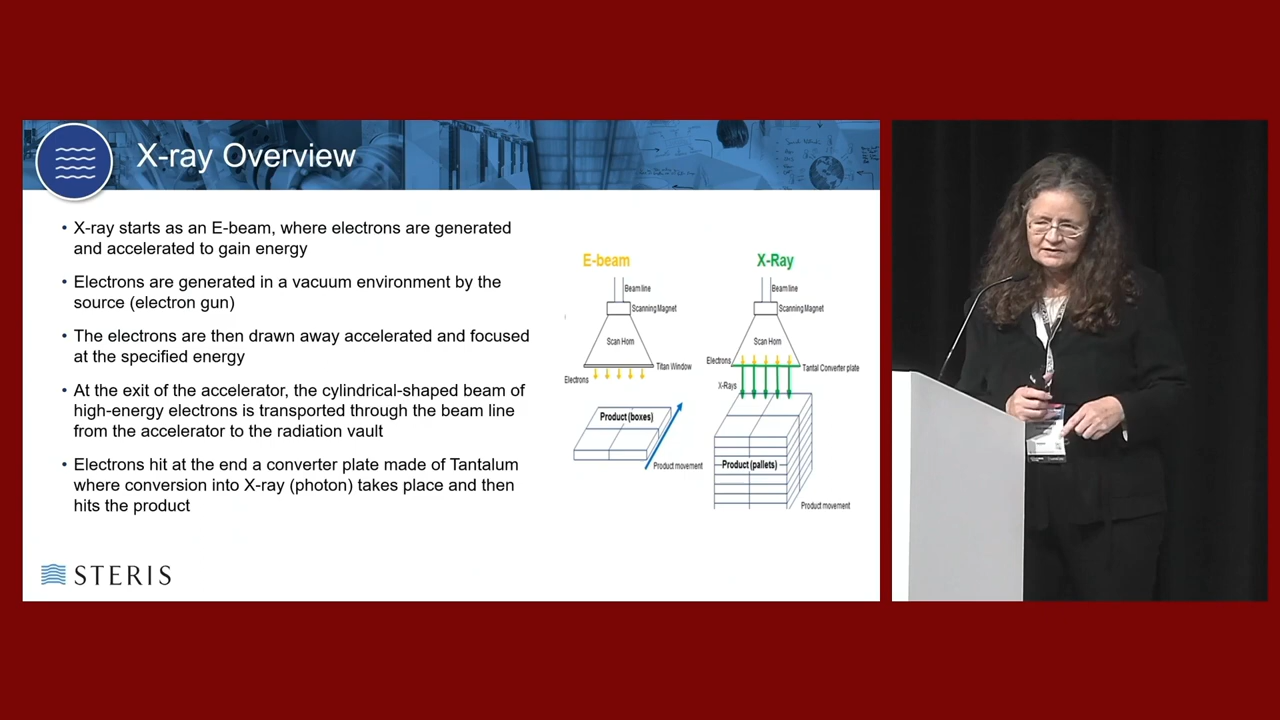 X-ray Overview
• X-ray starts as an E-beam, where electrons are generated
and accelerated to gain energy
• Electrons are generated in a vacuum environment by the
source (electron gun)
• The electrons are then drawn away accelerated and focused
at the specified energy
• At the exit of the accelerator, the cylindrical-shaped beam of
high-energy electrons is transported through the beam line
from the accelerator to the radiation vault
• Electrons hit at the end a converter plate made of Tantalum
where conversion into X-ray (photon) takes place and then
hits the product
E-beam
Beam line
Scanning Magnet
Scan Horn
Titan Window
Electrons
Product (boxes)
Product movement
X-Ray
Beam line
Scanning Magnet
Scan Horn
Electrons
Tantal Converter plate
X-Rays
Product (pallets)
Product movement
STERIS